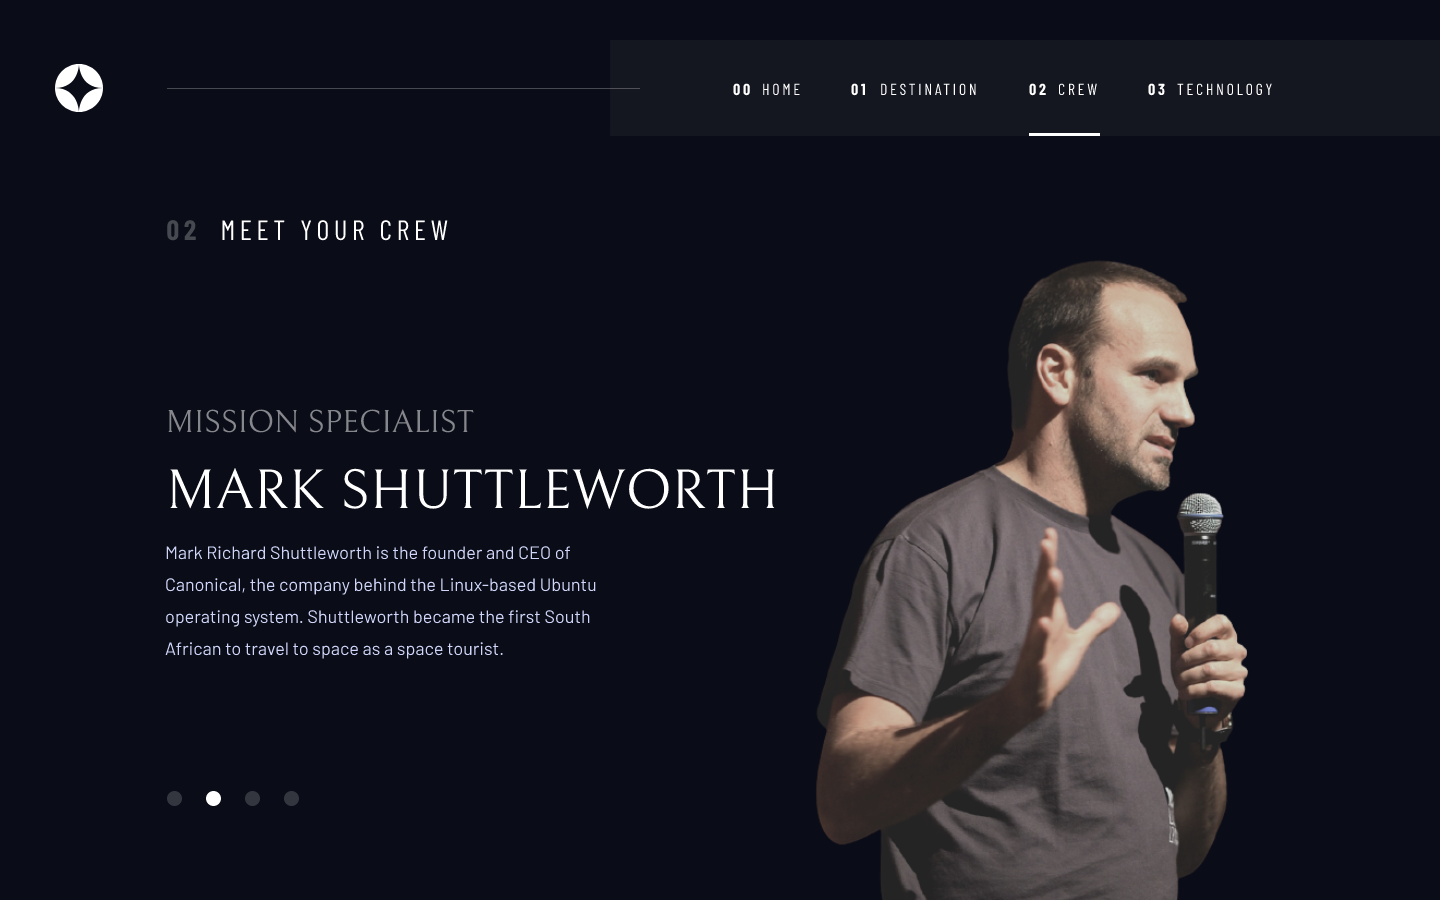 00 HOME
01 DESTINATION
02 CREW
03 TECHNOLOGY
02 MEET YOUR CREW
MISSION SPECIALIST
MARK SHUTTLEWORTH
Mark Richard Shuttleworth is the founder and CEO of
Canonical, the company behind the Linux-based Ubuntu
operating system. Shuttleworth became the first South
African to travel to space as a space tourist.